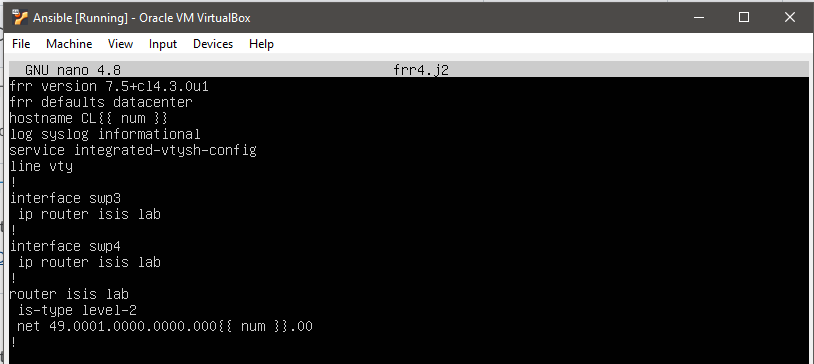 Ansible [Running] - Oracle VM VirtualBox
File Machine View Input Devices Help
GNU nano 4.8 frr4.j2
frr version 7.5+cl4.3.0u1
frr defaults datacenter
hostname CL{{ num }}
log syslog informational
service integrated-vtysh-config
line vty
!
interface swp3
 ip router isis lab
!
interface swp4
 ip router isis lab
!
router isis lab
 is-type level-2
 net 49.0001.0000.0000.000{{ num }}.00
!